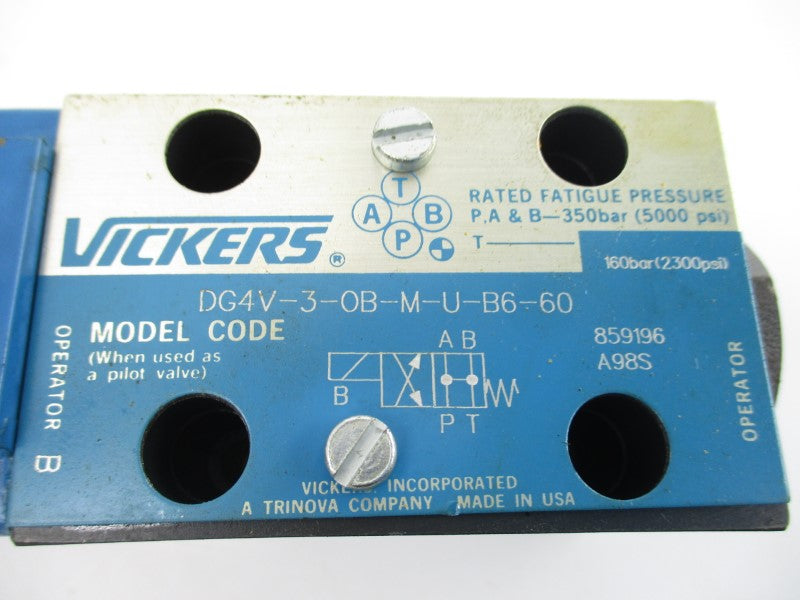 T
A B
P
VICKERS®
RATED FATIGUE PRESSURE
P.A & B—350bar (5000 psi)
T
160bar(2300psi)
DG4V-3-OB-M-U-B6-60
MODEL CODE
(When used as
a pilot valve)
859196
A98S
A B
B
P T
OPERATOR B
OPERATOR
VICKERS, INCORPORATED
A TRINOVA COMPANY MADE IN USA